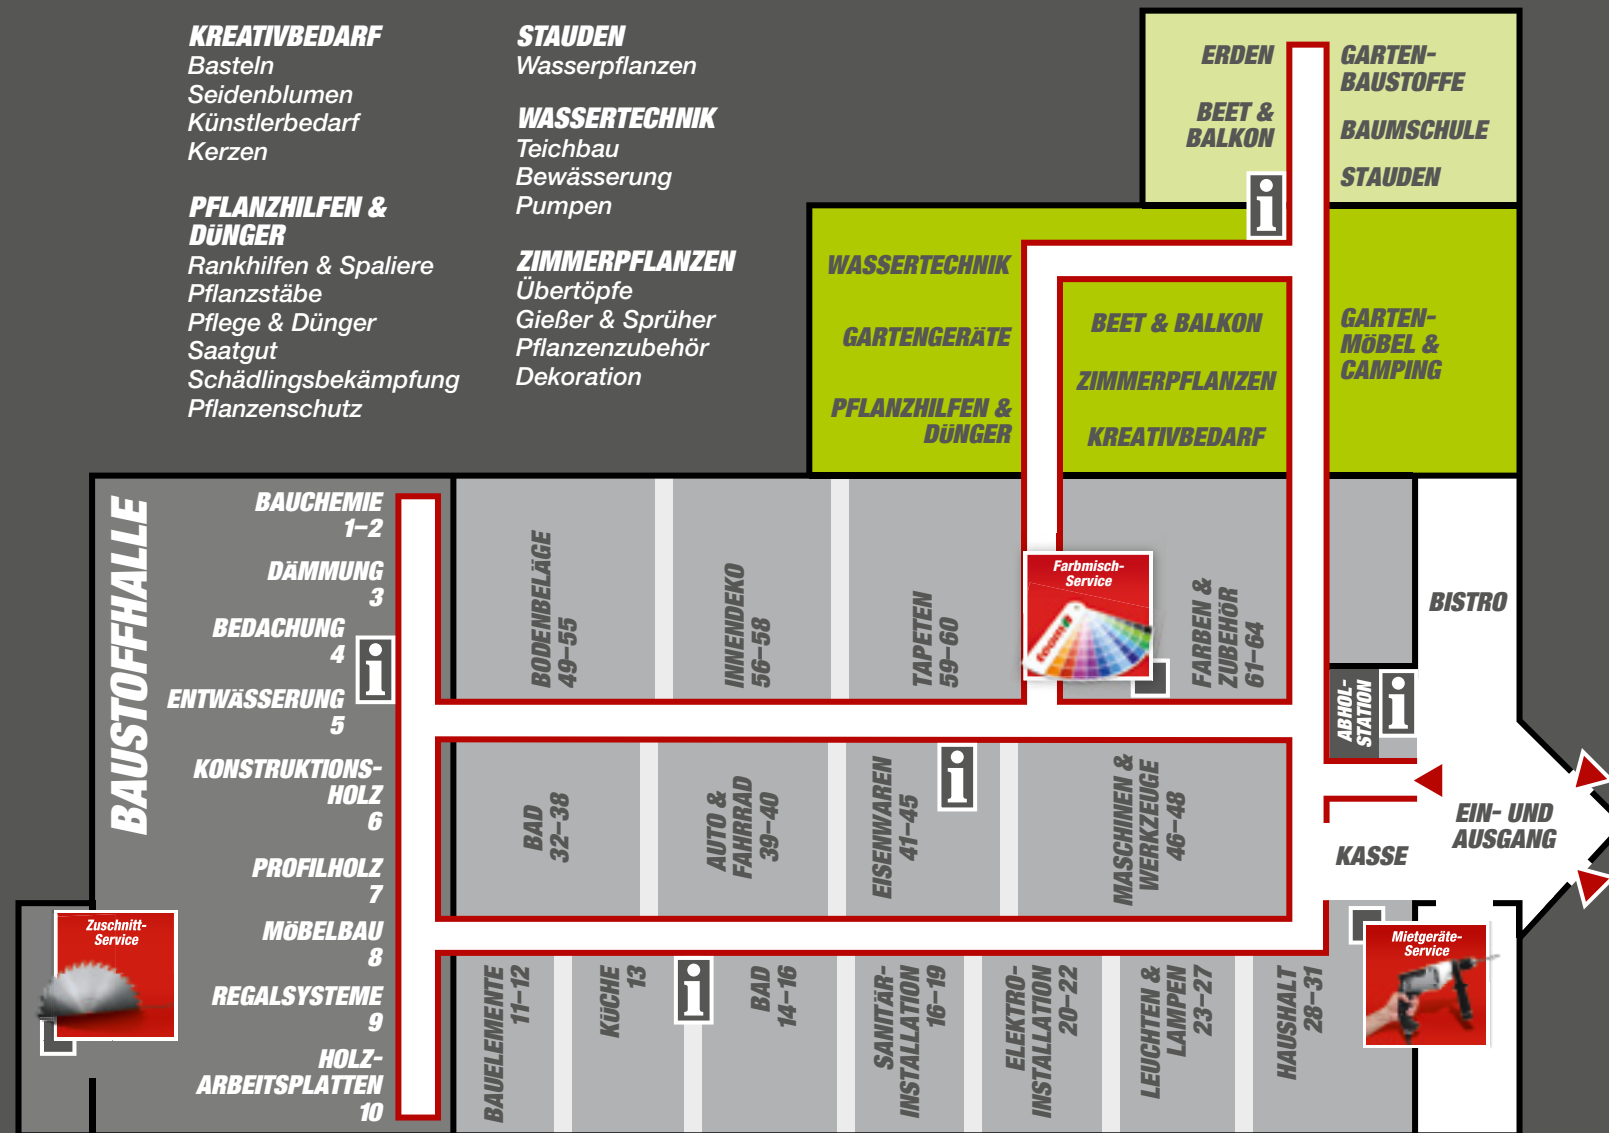 KREATIVBEDARF
Basteln
Seidenblumen
Künstlerbedarf
Kerzen
PFLANZHILFEN &
DÜNGER
Rankhilfen & Spaliere
Pflanzstäbe
Pflege & Dünger
Saatgut
Schädlingsbekämpfung
Pflanzenschutz
STAUDEN
Wasserpflanzen
WASSERTECHNIK
Teichbau
Bewässerung
Pumpen
ZIMMERPFLANZEN
Übertöpfe
Gießer & Sprüher
Pflanzenzubehör
Dekoration
ERDEN
BEET &
BALKON
GARTEN-
BAUSTOFFE
BAUMSCHULE
STAUDEN
i
WASSERTECHNIK
GARTENGERÄTE
PFLANZHILFEN &
DÜNGER
BEET & BALKON
ZIMMERPFLANZEN
KREATIVBEDARF
GARTEN-
MÖBEL &
CAMPING
BAUSTOFFHALLE
BAUCHEMIE
1–2
DÄMMUNG
3
BEDACHUNG
4
i
ENTWÄSSERUNG
5
KONSTRUKTIONS-
HOLZ
6
PROFILHOLZ
7
MÖBELBAU
8
REGALSYSTEME
9
HOLZ-
ARBEITSPLATTEN
10
Zuschnitt-
Service
BODENBELÄGE
49–55
INNENDEKO
56–58
TAPETEN
59–60
Farbmisch-
Service
toom
FARBEN &
ZUBEHÖR
61–64
BISTRO
ABHOL-
STATION
i
BAD
32–38
AUTO &
FAHRRAD
39–40
EISENWAREN
41–45
i
MASCHINEN &
WERKZEUGE
46–48
KASSE
EIN- UND
AUSGANG
BAUELEMENTE
11–12
KÜCHE
13
i
BAD
14–16
SANITÄR-
INSTALLATION
16–19
ELEKTRO-
INSTALLATION
20–22
LEUCHTEN &
LAMPEN
23–27
HAUSHALT
28–31
Mietgeräte-
Service